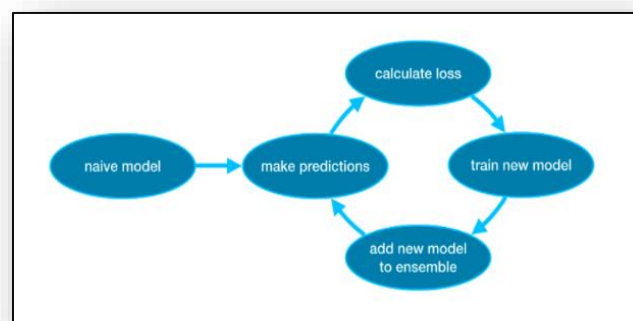 naive model
make predictions
calculate loss
train new model
add new model
to ensemble